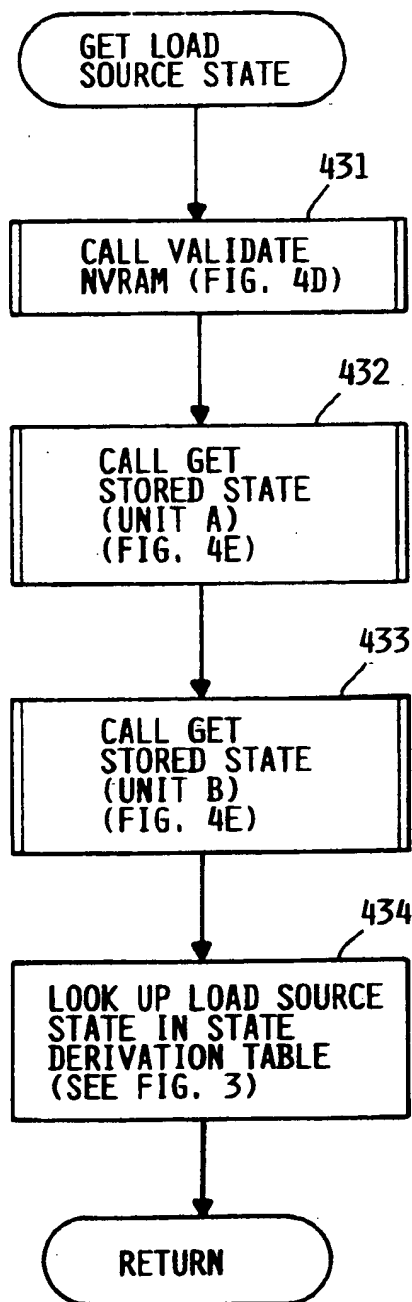 GET LOAD
SOURCE STATE
431
CALL VALIDATE
NVRAM (FIG. 4D)
432
CALL GET
STORED STATE
(UNIT A)
(FIG. 4E)
433
CALL GET
STORED STATE
(UNIT B)
(FIG. 4E)
434
LOOK UP LOAD SOURCE
STATE IN STATE
DERIVATION TABLE
(SEE FIG. 3)
RETURN